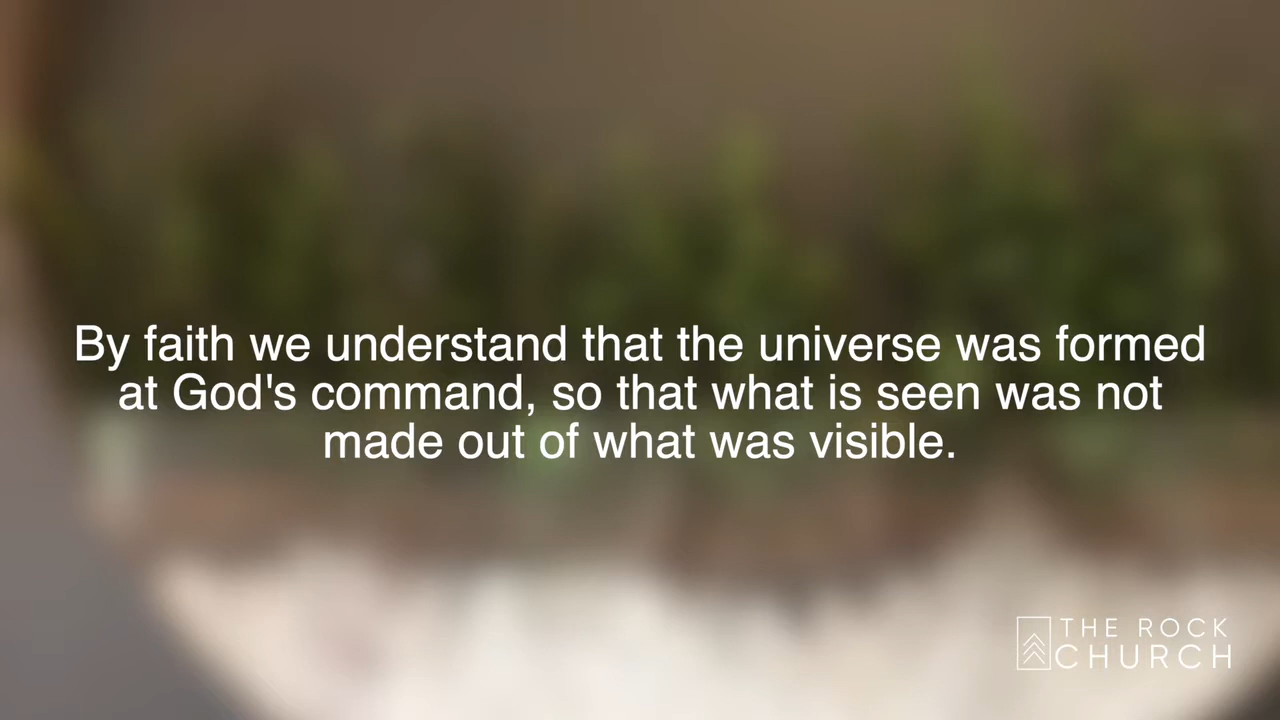 By faith we understand that the universe was formed
at God's command, so that what is seen was not
made out of what was visible.
THE ROCK
CHURCH